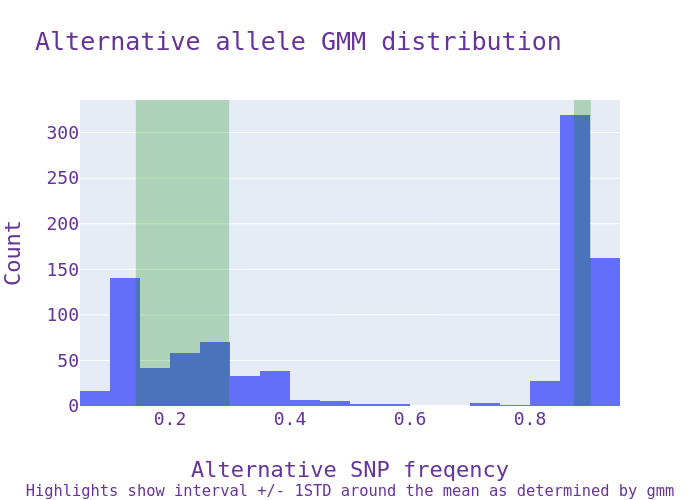 Alternative allele GMM distribution
300
250
200
150
100
50
0
Count
0.2 0.4 0.6 0.8
Alternative SNP freqency
Highlights show interval +/- 1STD around the mean as determined by gmm